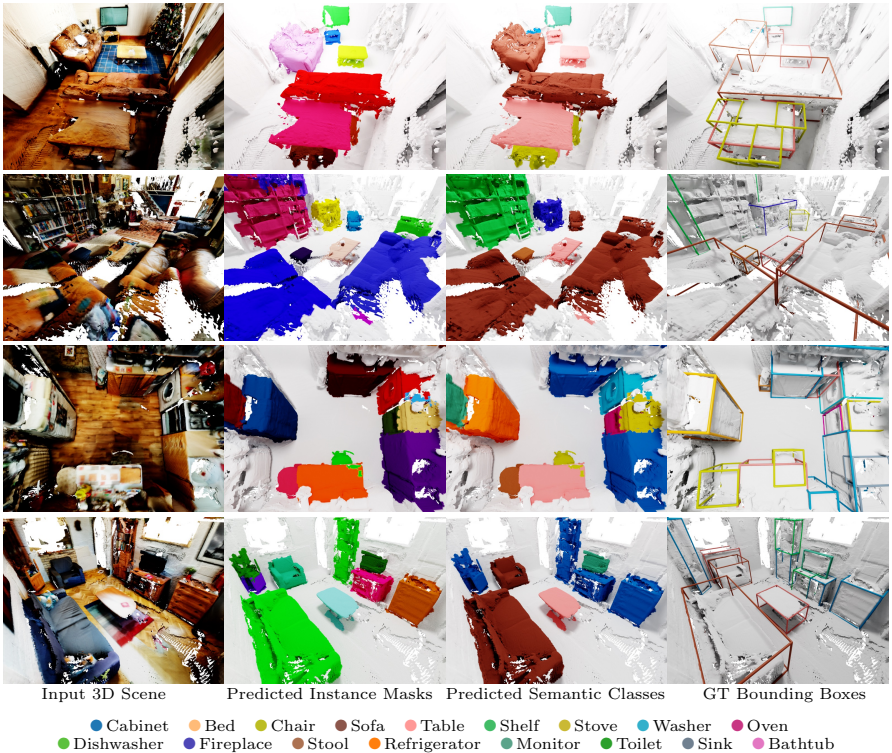 Input 3D Scene Predicted Instance Masks Predicted Semantic Classes GT Bounding Boxes
Cabinet Bed Chair Sofa Table Shelf Stove Washer Oven
Dishwasher Fireplace Stool Refrigerator Monitor Toilet Sink Bathtub